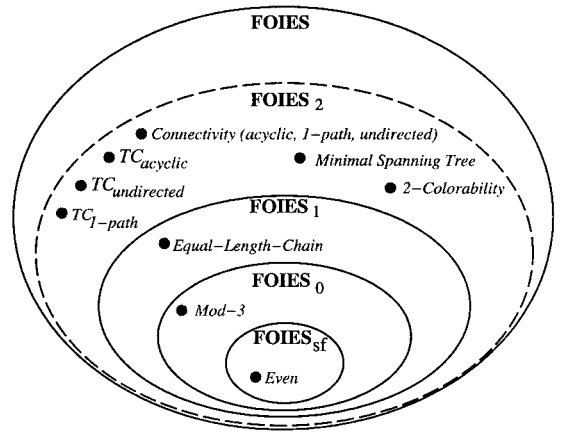 FOIES
FOIES 2
Connectivity (acyclic, 1-path, undirected)
TC acyclic
Minimal Spanning Tree
TC undirected
2-Colorability
TC 1-path
FOIES 1
Equal-Length-Chain
FOIES 0
Mod-3
FOIES sf
Even